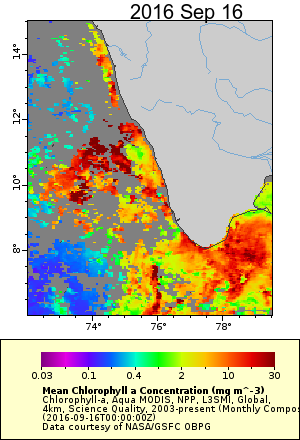 2016 Sep 16
14°
12°
10°
8°
74° 76° 78°
0.03 0.1 0.4 2 10 30
Mean Chlorophyll a Concentration (mg m^-3)
Chlorophyll-a, Aqua MODIS, NPP, L3SMI, Global,
4km, Science Quality, 2003-present (Monthly Compos
(2016-09-16T00:00:00Z)
Data courtesy of NASA/GSFC OBPG